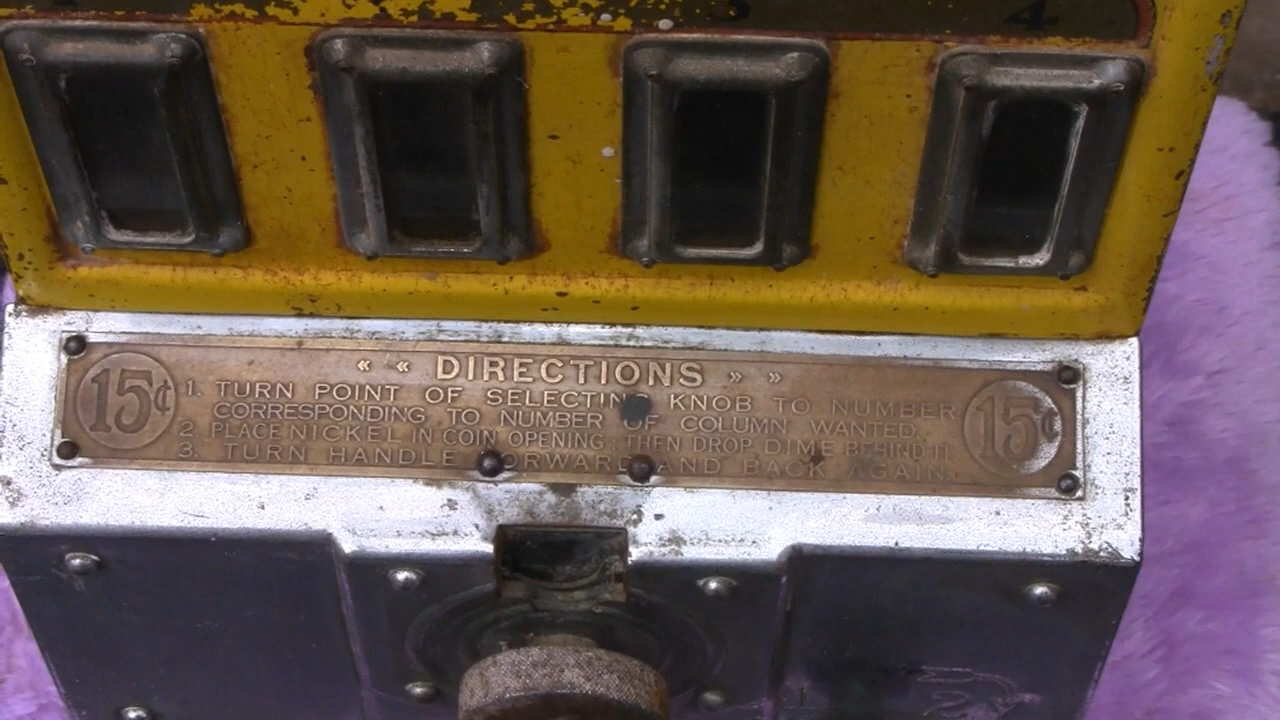 3 4
« « DIRECTIONS » »
15¢ 1. TURN POINT OF SELECTING KNOB TO NUMBER 15¢
CORRESPONDING TO NUMBER OF COLUMN WANTED.
2 PLACE NICKEL IN COIN OPENING; THEN DROP DIME BEHIND IT.
3. TURN HANDLE FORWARD AND BACK AGAIN.